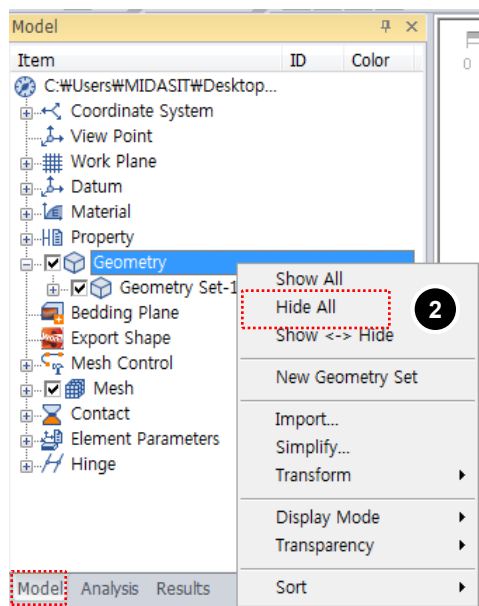 Model
Item ID Color
C:₩Users₩MIDASIT₩Desktop...
Coordinate System
View Point
Work Plane
Datum
Material
Property
Geometry
Geometry Set-1
Bedding Plane
Export Shape
Mesh Control
Mesh
Contact
Element Parameters
Hinge
Model Analysis Results
Show All
Hide All
2
Show <-> Hide
New Geometry Set
Import...
Simplify...
Transform
Display Mode
Transparency
Sort
0